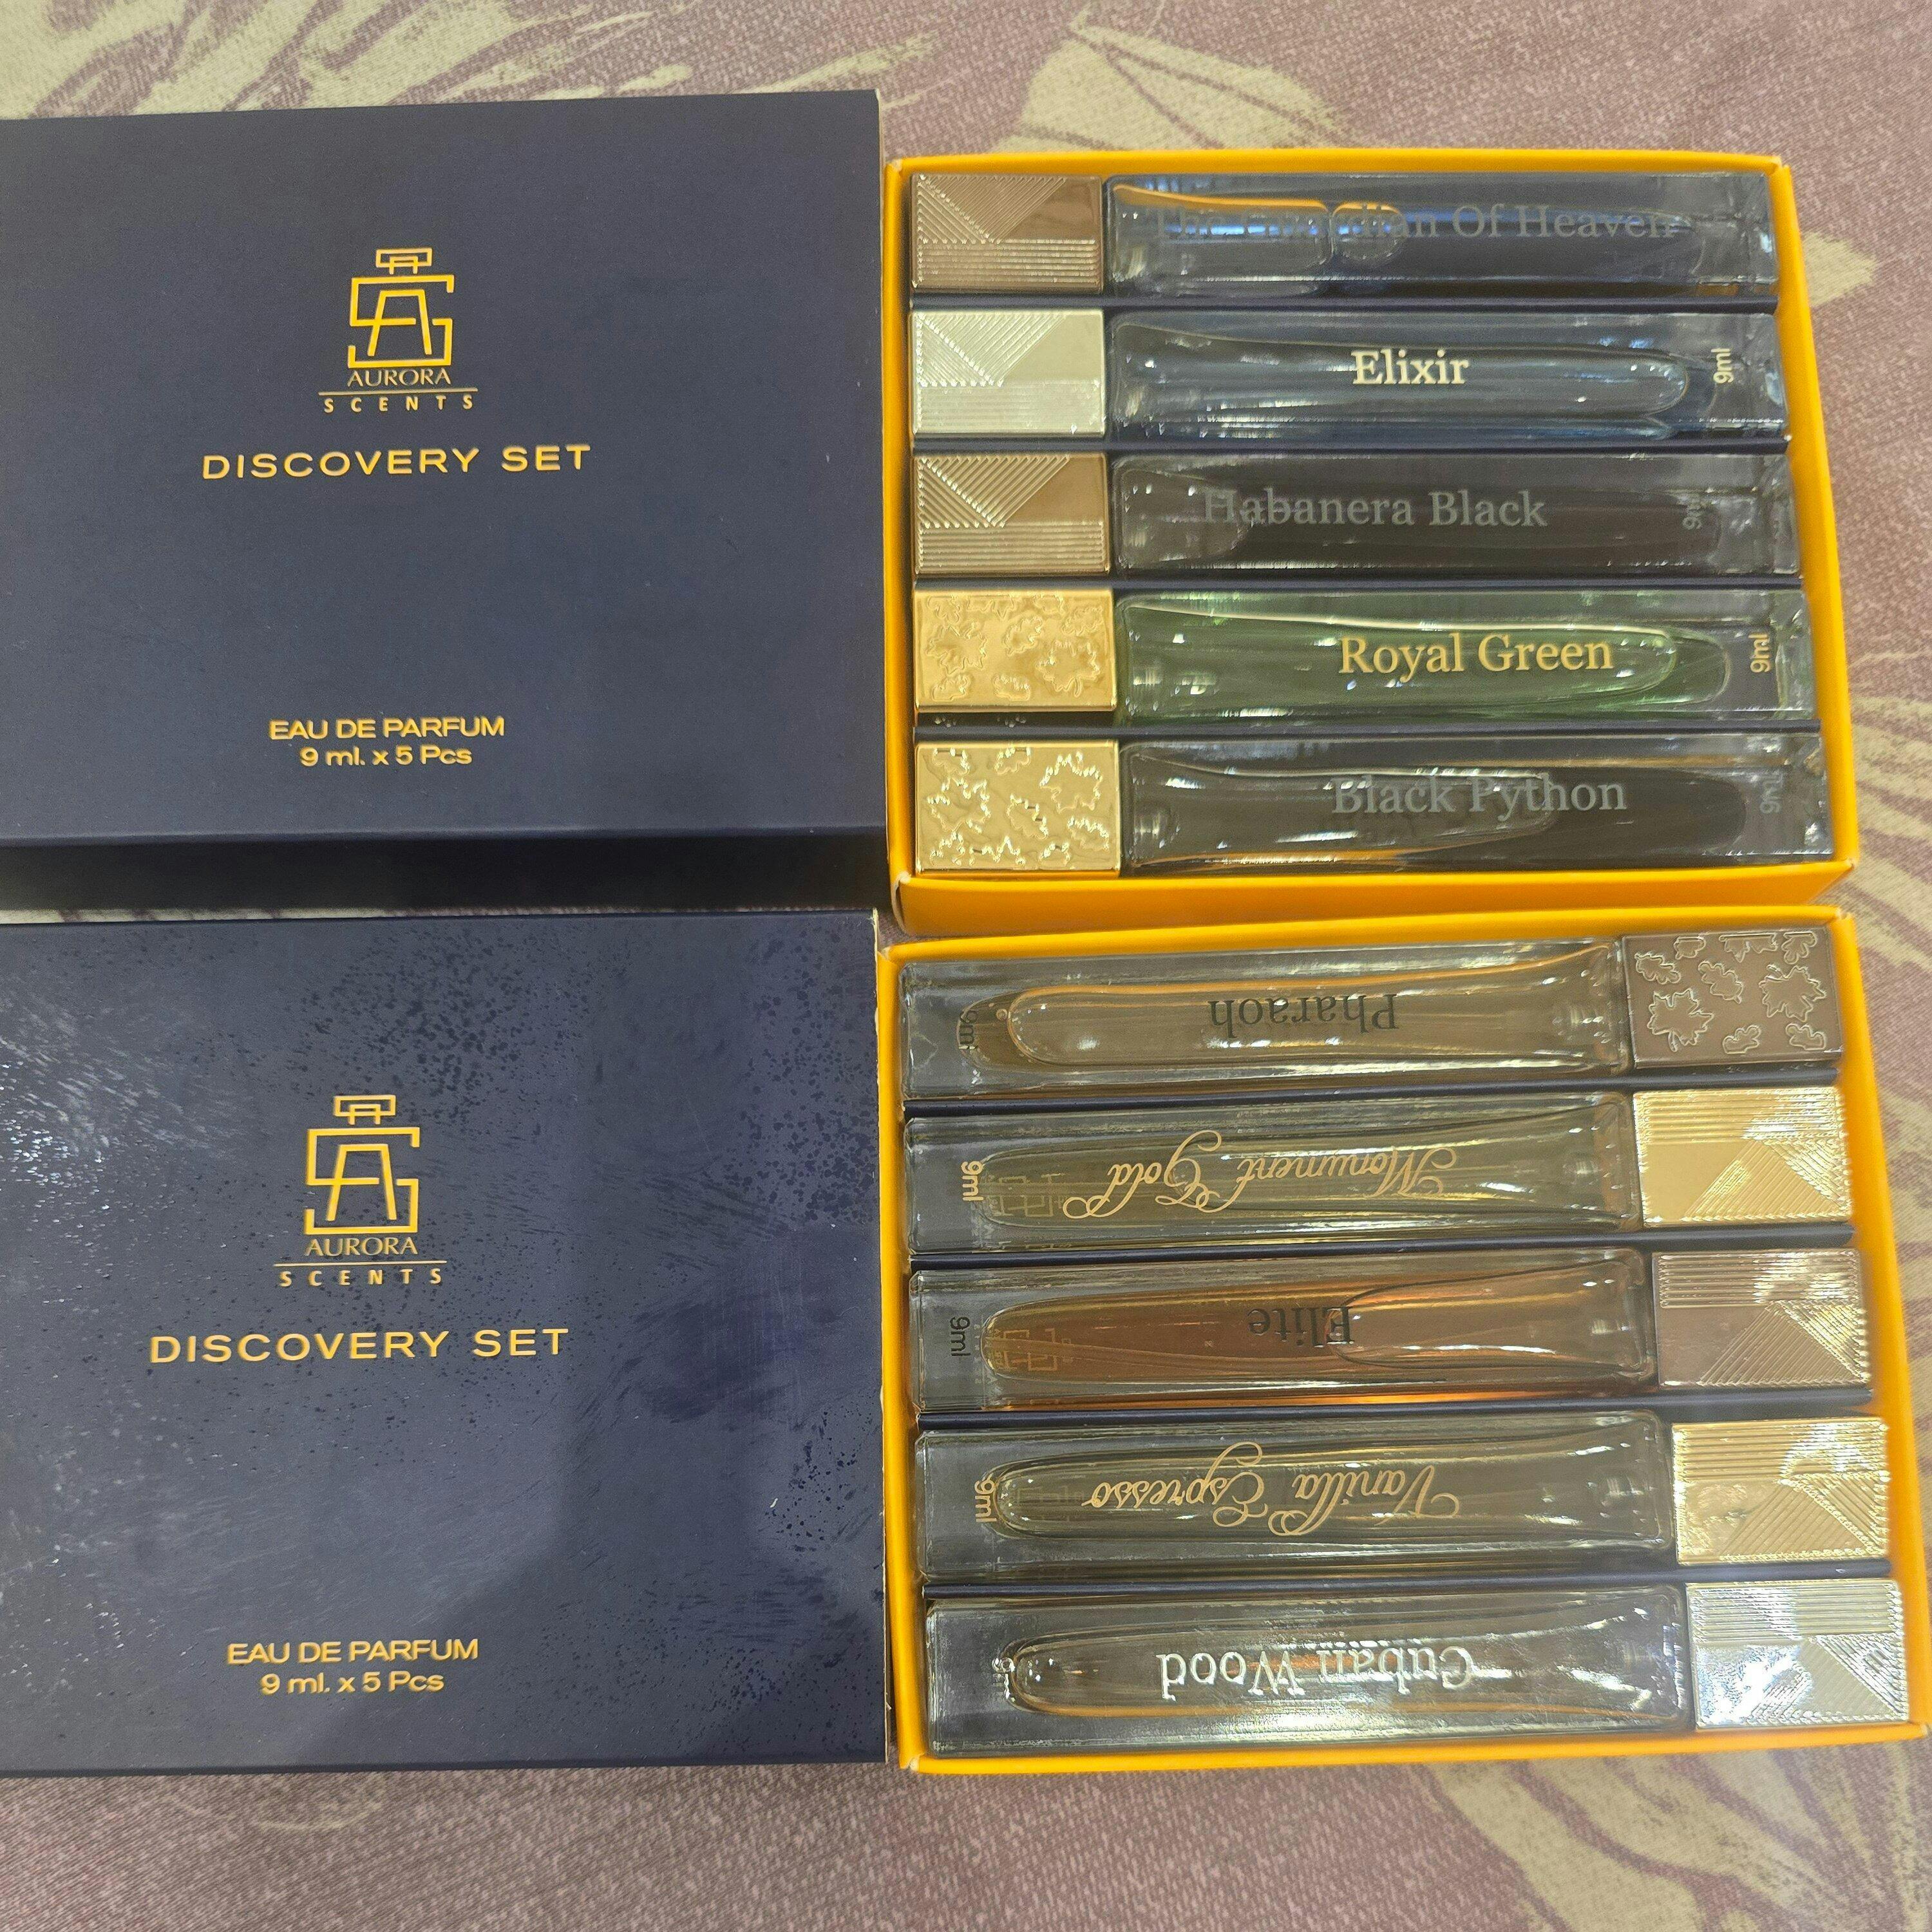 AURORA
SCENTS
DISCOVERY SET
EAU DE PARFUM
9 ml. x 5 Pcs
The Guardian Of Heaven
Elixir
9ml
Habanera Black
Royal Green
9ml
Black Python
9ml
AURORA
SCENTS
DISCOVERY SET
EAU DE PARFUM
9 ml. x 5 Pcs
Pharaoh
9ml
Monument Gold
9ml
Elite
9ml
Vanilla Espresso
9ml
Cuban Wood